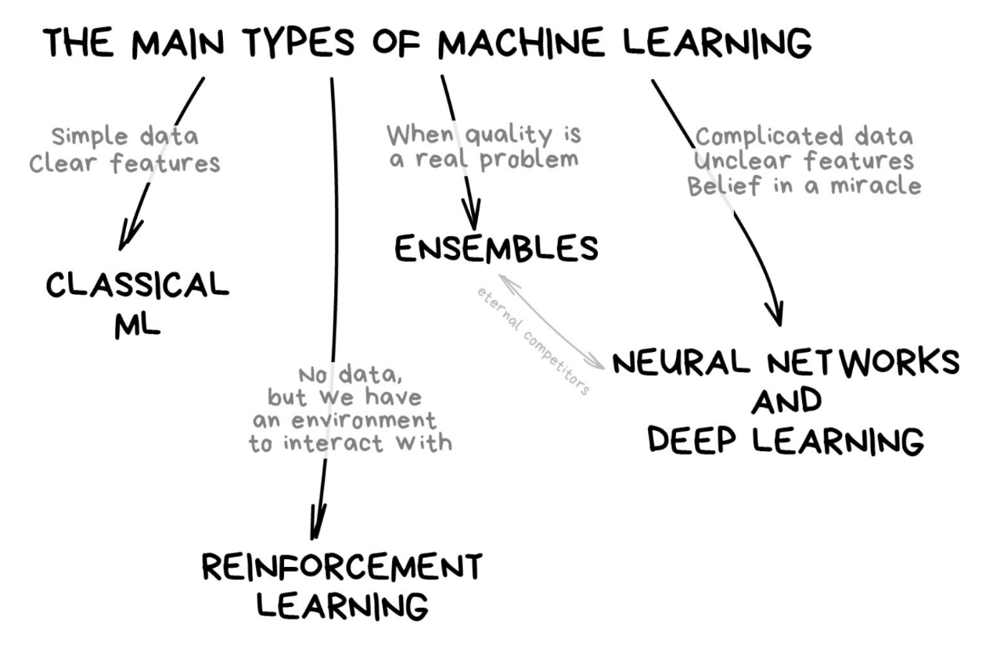 THE MAIN TYPES OF MACHINE LEARNING
Simple data
Clear features
CLASSICAL
ML
No data,
but we have
an environment
to interact with
REINFORCEMENT
LEARNING
When quality is
a real problem
ENSEMBLES
eternal competitors
Complicated data
Unclear features
Belief in a miracle
NEURAL NETWORKS
AND
DEEP LEARNING